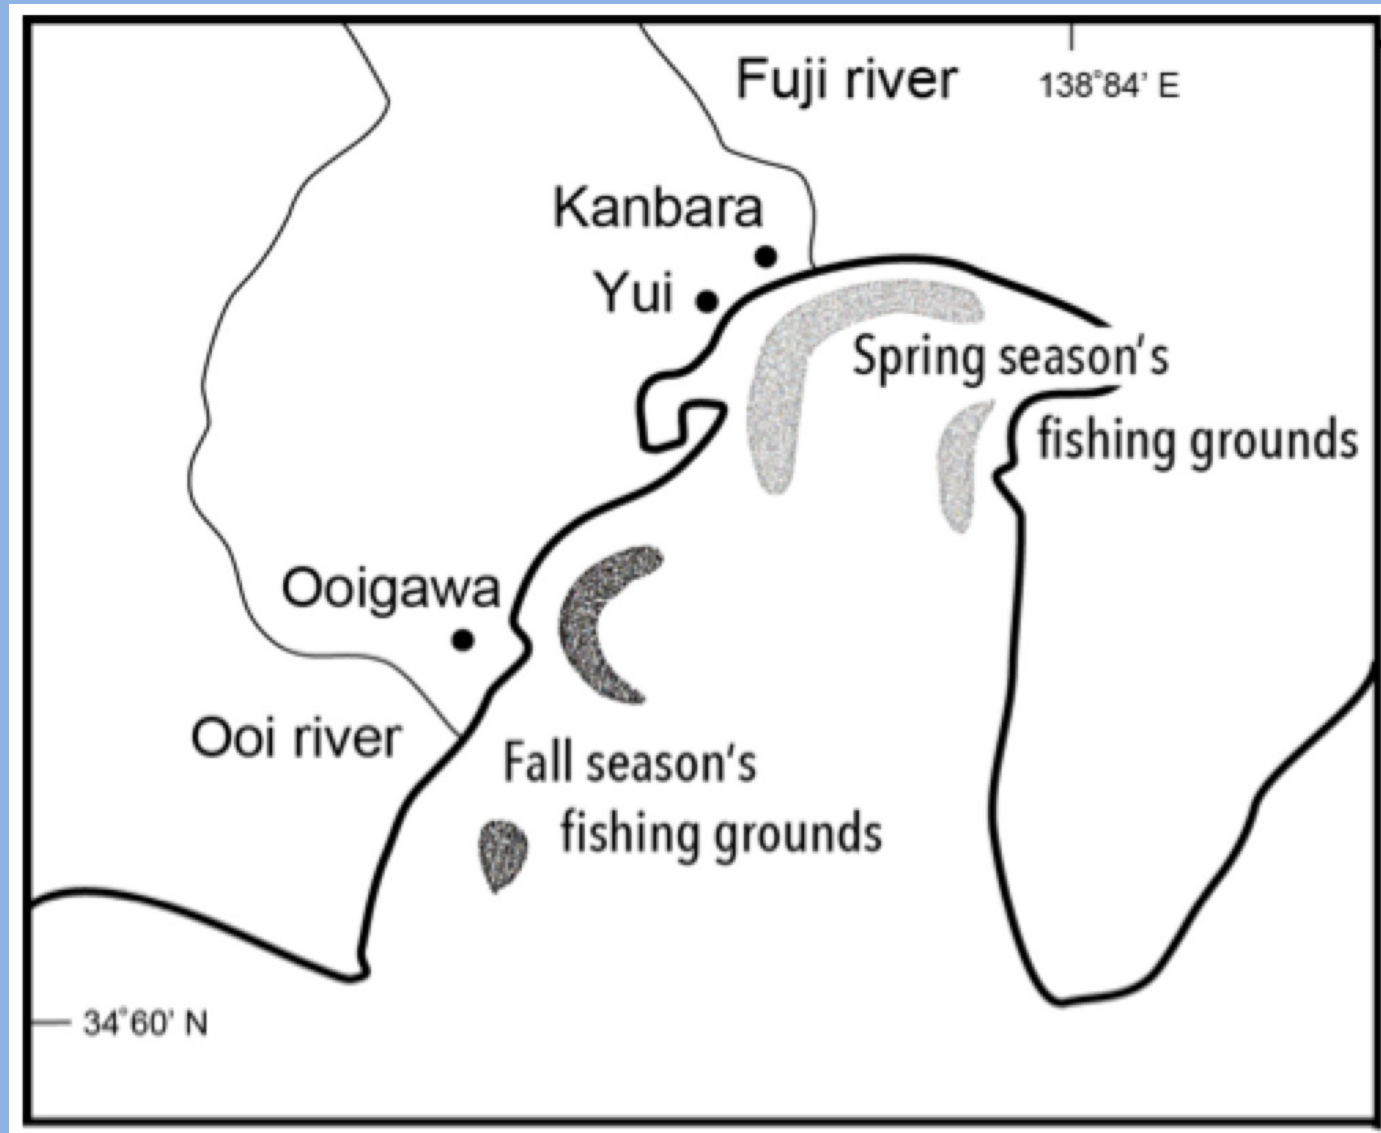 Fuji river
138°84' E
Kanbara
Yui
Spring season's
fishing grounds
Ooigawa
Ooi river
Fall season's
fishing grounds
34°60' N